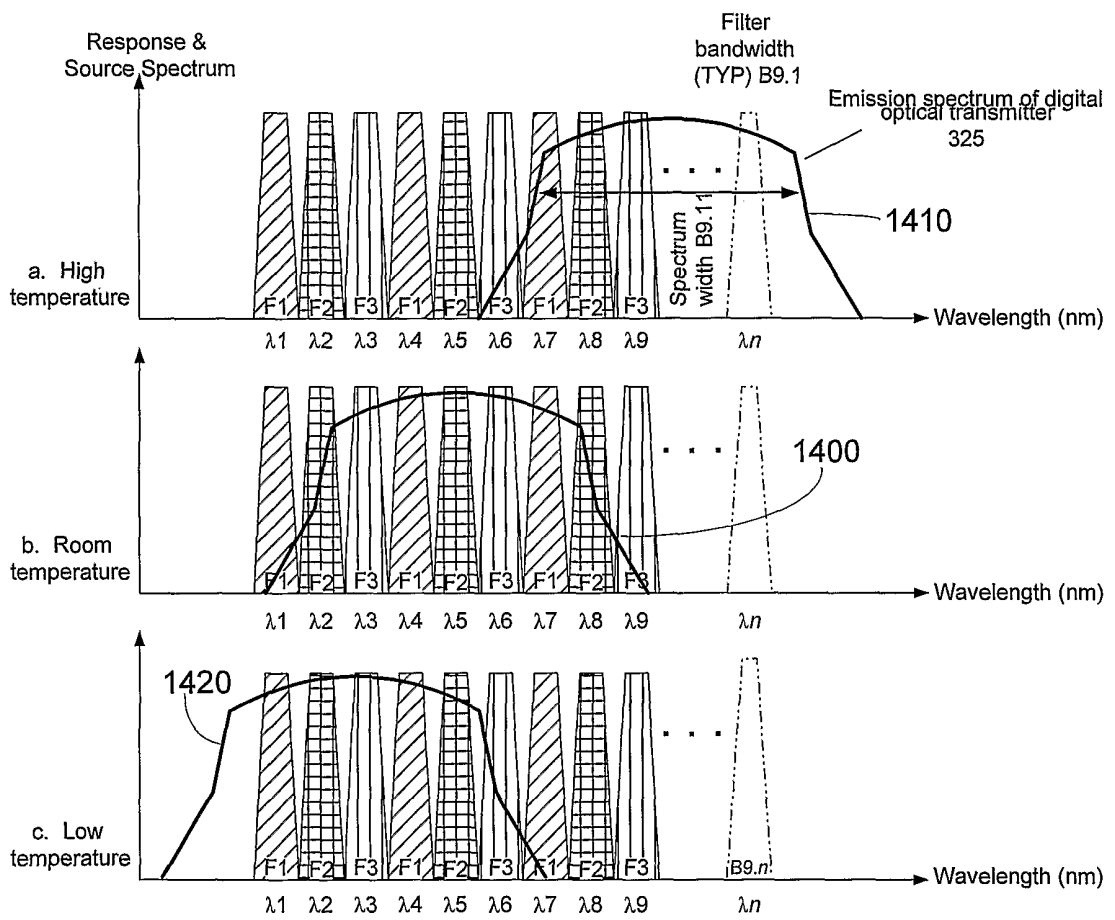 Response &
Source Spectrum
Filter
bandwidth
(TYP) B9.1
Emission spectrum of digital
optical transmitter
325
. . .
1410
Spectrum
width B9.11
a. High
temperature
F1 F2 F3 F1 F2 F3 F1 F2 F3
Wavelength (nm)
λ1 λ2 λ3 λ4 λ5 λ6 λ7 λ8 λ9 λn
. . .
1400
b. Room
temperature
F1 F2 F3 F1 F2 F3 F1 F2 F3
Wavelength (nm)
λ1 λ2 λ3 λ4 λ5 λ6 λ7 λ8 λ9 λn
1420
. . .
c. Low
temperature
F1 F2 F3 F1 F2 F3 F1 F2 F3 B9.n
Wavelength (nm)
λ1 λ2 λ3 λ4 λ5 λ6 λ7 λ8 λ9 λn